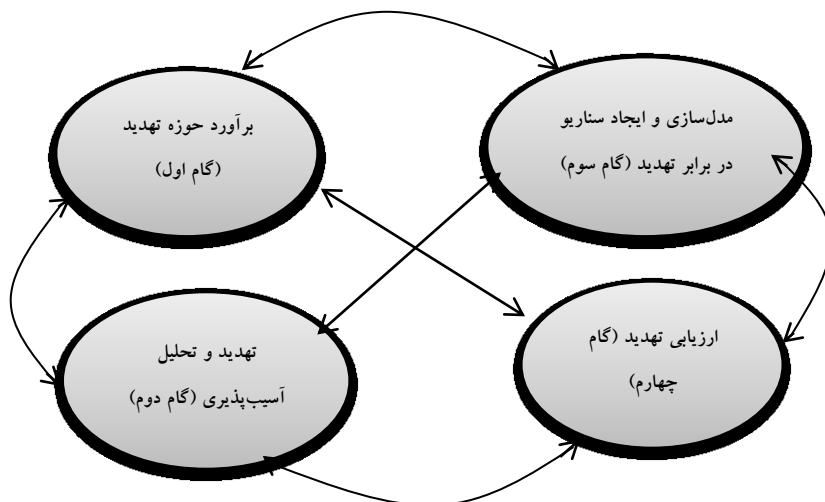 برآورد حوزه تهدید
(گام اول)
مدل‌سازی و ایجاد سناریو
در برابر تهدید (گام سوم)
تهدید و تحلیل
آسیب‌پذیری (گام دوم)
ارزیابی تهدید (گام
چهارم)